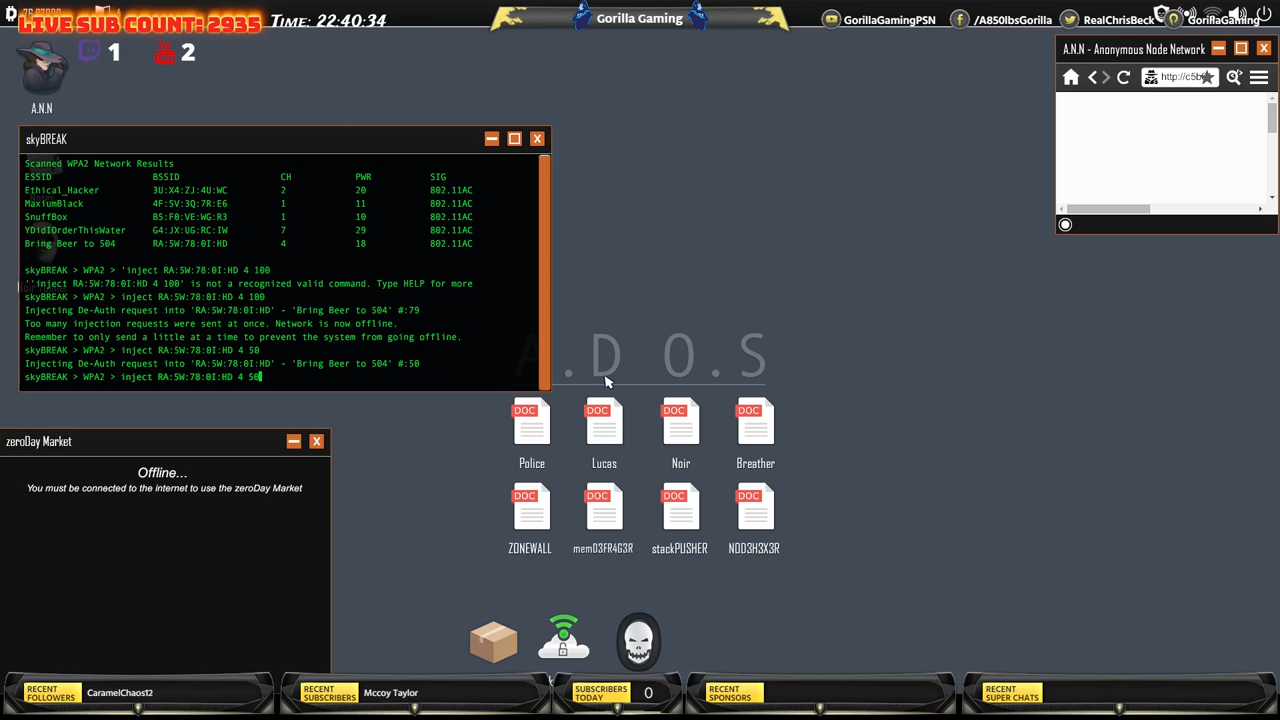 LIVE SUB COUNT: 2935
TIME: 22:40:34
Gorilla Gaming
GorillaGamingPSN
/A850lbsGorilla
RealChrisBeck
GorillaGaming
1
2
A.N.N
A.N.N - Anonymous Node Network
skyBREAK
Scanned WPA2 Network Results
ESSID BSSID CH PWR SIG
Ethical_Hacker 3U:X4:ZJ:4U:WC 2 20 802.11AC
MaxiumBlack 4F:SV:3Q:7R:E6 1 11 802.11AC
SnuffBox B5:F0:VE:WG:R3 1 10 802.11AC
YDidIOrderThisWater G4:JX:UG:RC:IW 7 29 802.11AC
Bring Beer to 504 RA:5W:78:0I:HD 4 18 802.11AC
skyBREAK > WPA2 > 'inject RA:5W:78:0I:HD 4 100
''inject RA:5W:78:0I:HD 4 100' is not a recognized valid command. Type HELP for more
skyBREAK > WPA2 > inject RA:5W:78:0I:HD 4 100
Injecting De-Auth request into 'RA:5W:78:0I:HD' - 'Bring Beer to 504' #:79
Too many injection requests were sent at once. Network is now offline.
Remember to only send a little at a time to prevent the system from going offline.
skyBREAK > WPA2 > inject RA:5W:78:0I:HD 4 50
Injecting De-Auth request into 'RA:5W:78:0I:HD' - 'Bring Beer to 504' #:50
skyBREAK > WPA2 > inject RA:5W:78:0I:HD 4 50
A.D O.S
DOC DOC DOC DOC
Police Lucas Noir Breather
DOC DOC DOC DOC
ZONEWALL memD3FR4G3R stackPUSHER NOD3H3X3R
zeroDay Market
Offline...
You must be connected to the internet to use the zeroDay Market
RECENT FOLLOWERS
CaramelChaos12
RECENT SUBSCRIBERS
Mccoy Taylor
SUBSCRIBERS TODAY
0
RECENT SPONSORS
RECENT SUPER CHATS